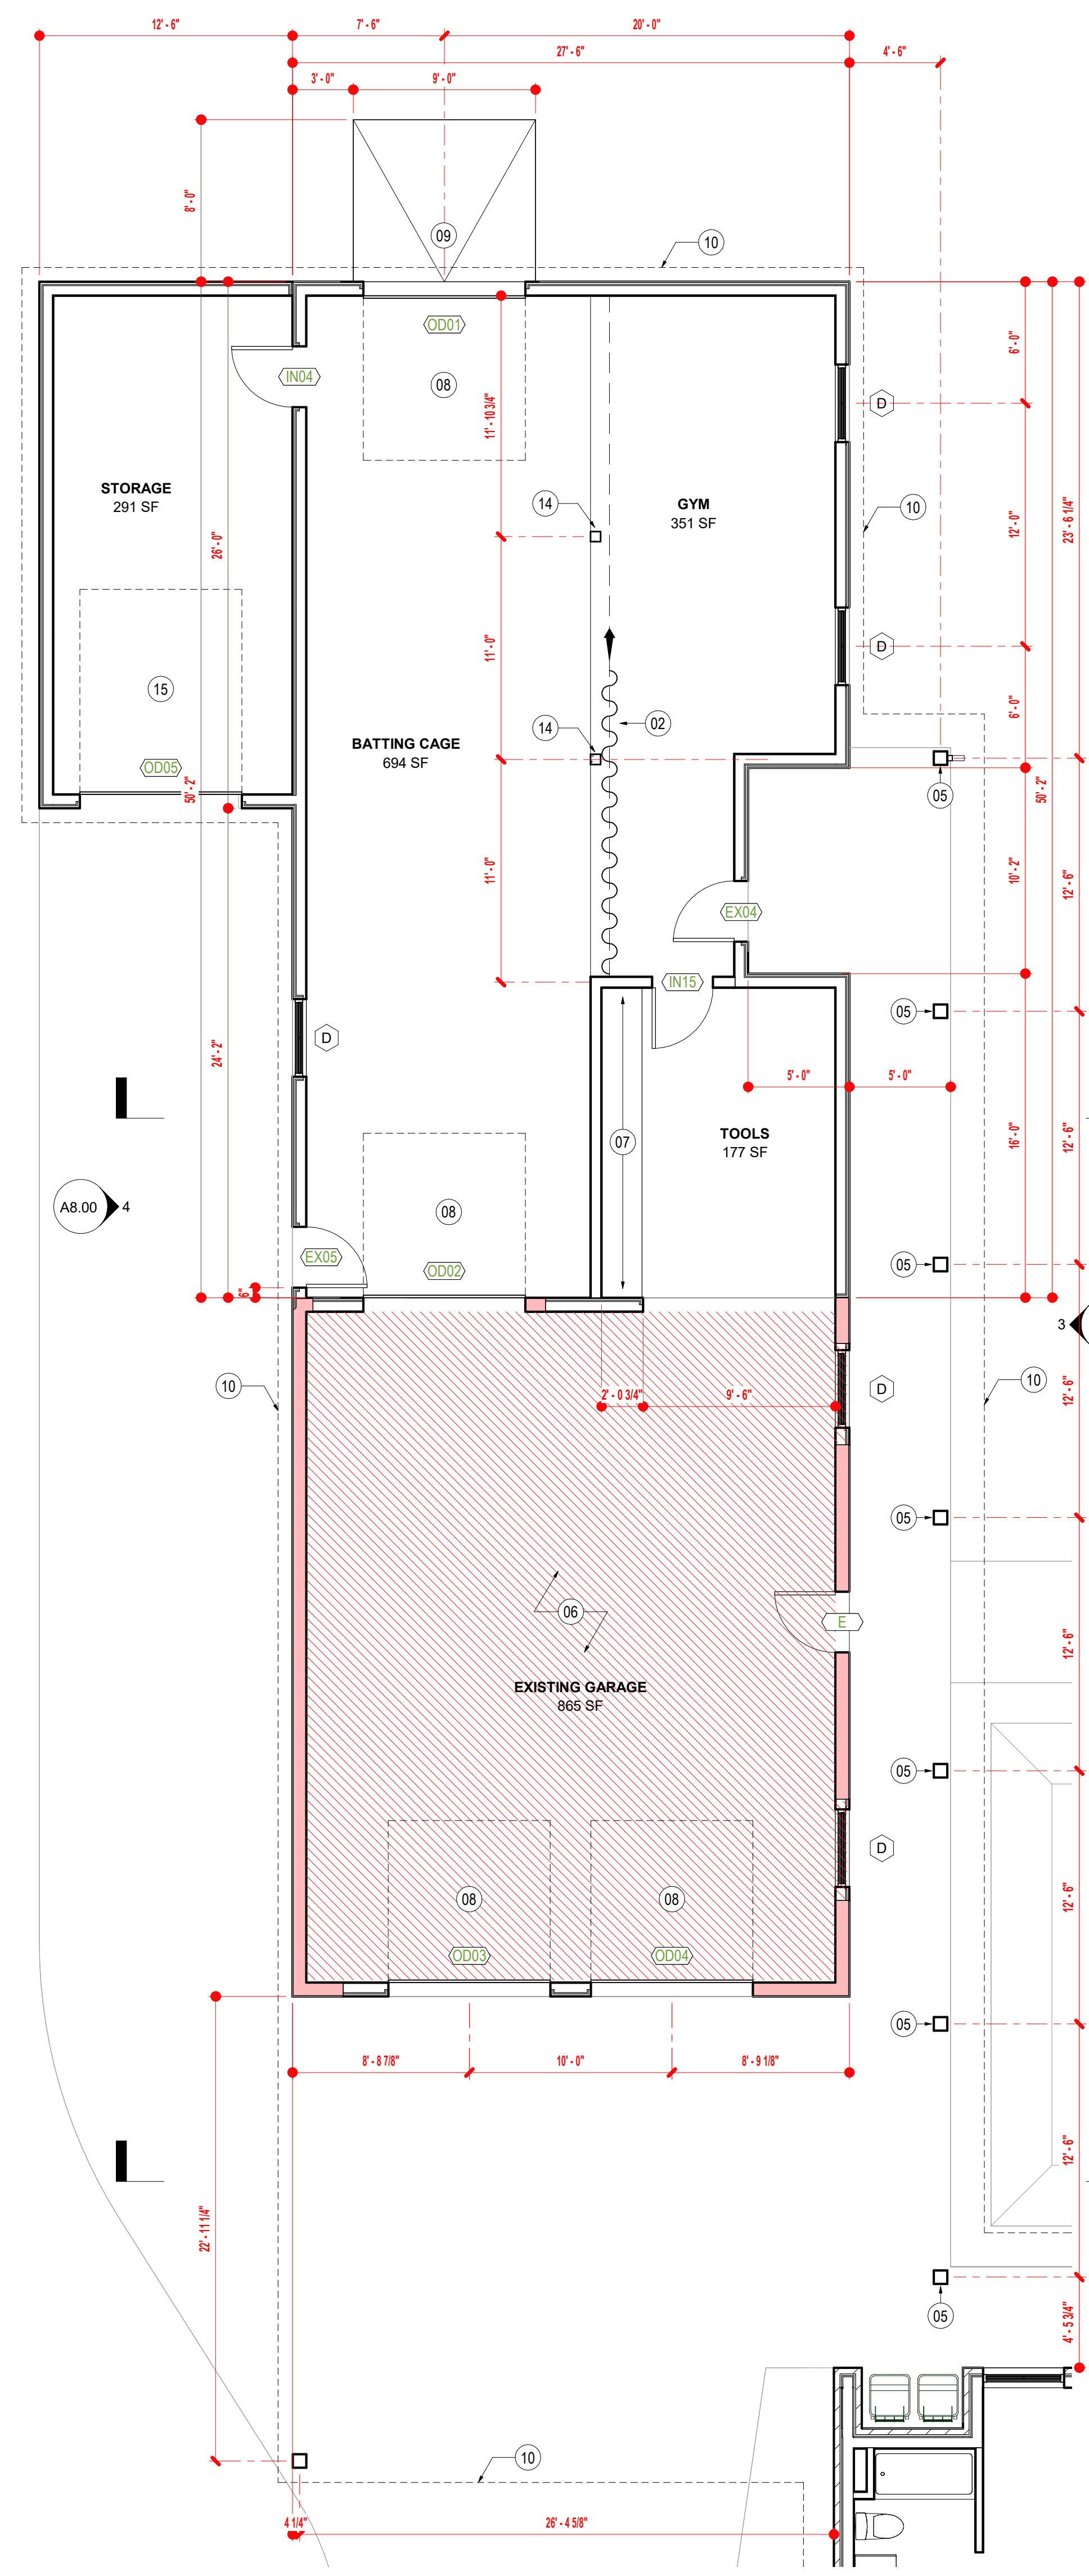 12' - 6"
7' - 6"
20' - 0"
27' - 6"
4' - 6"
3' - 0"
9' - 0"
8' - 0"
09
10
OD01
IN04
08
6' - 0"
D
11' - 10 3/4"
STORAGE
291 SF
14
GYM
351 SF
10
12' - 0"
23' - 6 1/4"
26' - 0"
11' - 0"
D
15
02
6' - 0"
14
BATTING CAGE
694 SF
OD05
50' - 2"
50' - 2"
05
11' - 0"
EX04
10' - 2"
12' - 6"
IN15
05
D
24' - 2"
5' - 0"
5' - 0"
07
TOOLS
177 SF
16' - 0"
12' - 6"
A8.00
4
08
EX05
OD02
05
6"
3
10
2' - 0 3/4"
9' - 6"
D
10
12' - 6"
05
06
E
12' - 6"
EXISTING GARAGE
865 SF
05
D
08
08
12' - 6"
OD03
OD04
05
8' - 8 7/8"
10' - 0"
8' - 9 1/8"
12' - 6"
22' - 11 1/4"
05
4' - 5 3/4"
10
4 1/4"
26' - 4 5/8"